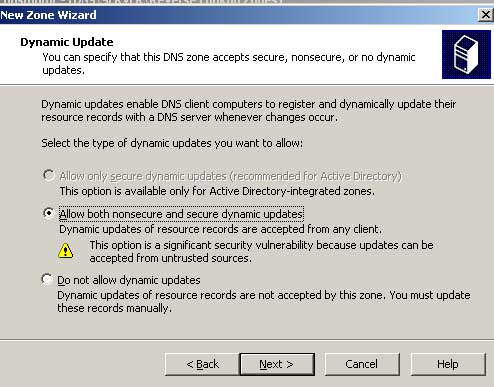 New Zone Wizard
Dynamic Update
You can specify that this DNS zone accepts secure, nonsecure, or no dynamic
updates.
Dynamic updates enable DNS client computers to register and dynamically update their
resource records with a DNS server whenever changes occur.
Select the type of dynamic updates you want to allow:
Allow only secure dynamic updates (recommended for Active Directory)
This option is available only for Active Directory-integrated zones.
Allow both nonsecure and secure dynamic updates
Dynamic updates of resource records are accepted from any client.
This option is a significant security vulnerability because updates can be
accepted from untrusted sources.
Do not allow dynamic updates
Dynamic updates of resource records are not accepted by this zone. You must update
these records manually.
< Back Next > Cancel Help